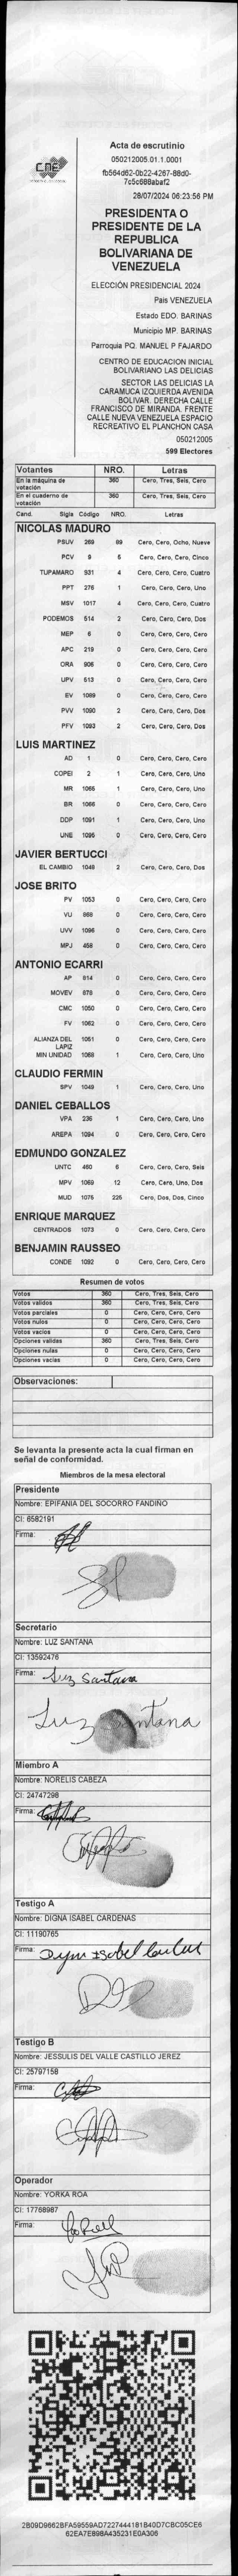 CNE
Acta de escrutinio
050212005.01.1.0001
fb564d62-0b22-4267-88d0-
7c5c688abaf2
28/07/2024 06:23:56 PM
PRESIDENTA O
PRESIDENTE DE LA
REPUBLICA
BOLIVARIANA DE
VENEZUELA
ELECCIÓN PRESIDENCIAL 2024
Pais VENEZUELA
Estado EDO. BARINAS
Municipio MP. BARINAS
Parroquia PQ. MANUEL P FAJARDO
CENTRO DE EDUCACION INICIAL
BOLIVARIANO LAS DELICIAS
SECTOR LAS DELICIAS LA
CARAMUCA IZQUIERDA AVENIDA
BOLIVAR. DERECHA CALLE
FRANCISCO DE MIRANDA. FRENTE
CALLE NUEVA VENEZUELA ESPACIO
RECREATIVO EL PLANCHON CASA
050212005
599 Electores
Votantes NRO. Letras
En la máquina de votación 360 Cero, Tres, Seis, Cero
En el cuaderno de votación 360 Cero, Tres, Seis, Cero
Cand. Sigla Código NRO. Letras
NICOLAS MADURO
PSUV 269 89 Cero, Cero, Ocho, Nueve
PCV 9 5 Cero, Cero, Cero, Cinco
TUPAMARO 931 4 Cero, Cero, Cero, Cuatro
PPT 276 1 Cero, Cero, Cero, Uno
MSV 1017 4 Cero, Cero, Cero, Cuatro
PODEMOS 514 2 Cero, Cero, Cero, Dos
MEP 6 0 Cero, Cero, Cero, Cero
APC 219 0 Cero, Cero, Cero, Cero
ORA 906 0 Cero, Cero, Cero, Cero
UPV 613 0 Cero, Cero, Cero, Cero
EV 1089 0 Cero, Cero, Cero, Cero
PVV 1090 2 Cero, Cero, Cero, Dos
PFV 1093 2 Cero, Cero, Cero, Dos
LUIS MARTINEZ
AD 1 0 Cero, Cero, Cero, Cero
COPEI 2 1 Cero, Cero, Cero, Uno
MR 1065 1 Cero, Cero, Cero, Uno
BR 1066 0 Cero, Cero, Cero, Cero
DDP 1091 1 Cero, Cero, Cero, Uno
UNE 1095 0 Cero, Cero, Cero, Cero
JAVIER BERTUCCI
EL CAMBIO 1048 2 Cero, Cero, Cero, Dos
JOSE BRITO
PV 1053 0 Cero, Cero, Cero, Cero
VU 868 0 Cero, Cero, Cero, Cero
UVV 1096 0 Cero, Cero, Cero, Cero
MPJ 458 0 Cero, Cero, Cero, Cero
ANTONIO ECARRI
AP 814 0 Cero, Cero, Cero, Cero
MOVEV 878 0 Cero, Cero, Cero, Cero
CMC 1050 0 Cero, Cero, Cero, Cero
FV 1062 0 Cero, Cero, Cero, Cero
ALIANZA DEL 1051 0 Cero, Cero, Cero, Cero
LAPIZ
MIN UNIDAD 1068 1 Cero, Cero, Cero, Uno
CLAUDIO FERMIN
SPV 1049 1 Cero, Cero, Cero, Uno
DANIEL CEBALLOS
VPA 236 1 Cero, Cero, Cero, Uno
AREPA 1094 0 Cero, Cero, Cero, Cero
EDMUNDO GONZALEZ
UNTC 460 6 Cero, Cero, Cero, Seis
MPV 1069 12 Cero, Cero, Uno, Dos
MUD 1075 225 Cero, Dos, Dos, Cinco
ENRIQUE MARQUEZ
CENTRADOS 1073 0 Cero, Cero, Cero, Cero
BENJAMIN RAUSSEO
CONDE 1092 0 Cero, Cero, Cero, Cero
Resumen de votos
Votos 360 Cero, Tres, Seis, Cero
Votos validos 360 Cero, Tres, Seis, Cero
Votos parciales 0 Cero, Cero, Cero, Cero
Votos nulos 0 Cero, Cero, Cero, Cero
Votos vacios 0 Cero, Cero, Cero, Cero
Opciones validas 360 Cero, Tres, Seis, Cero
Opciones nulas 0 Cero, Cero, Cero, Cero
Opciones vacias 0 Cero, Cero, Cero, Cero
Observaciones:
Se levanta la presente acta la cual firman en
señal de conformidad.
Miembros de la mesa electoral
Presidente
Nombre: EPIFANIA DEL SOCORRO FANDINO
CI: 6582191
Firma:
Secretario
Nombre: LUZ SANTANA
CI: 13592476
Firma: Luz Santana
Luz Santana
Miembro A
Nombre: NORELIS CABEZA
CI: 24747298
Firma:
Testigo A
Nombre: DIGNA ISABEL CARDENAS
CI: 11190765
Firma:
Testigo B
Nombre: JESSULIS DEL VALLE CASTILLO JEREZ
CI: 25797158
Firma:
Operador
Nombre: YORKA ROA
CI: 17768987
Firma:
2B09D9662BFA59559AD7227444181B40D7CBC05CE6
62EA7E898A435231E0A306